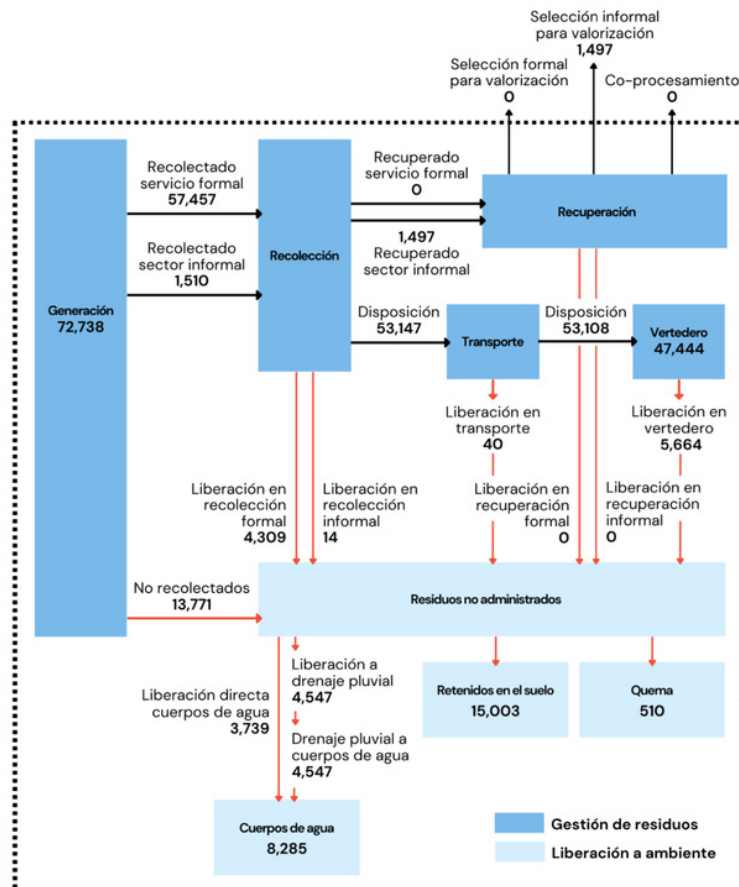 Selección informal
para valorización
1,497
Selección formal
para valorización
0
Co-procesamiento
0
Generación
72,738
Recolectado
servicio formal
57,457
Recolectado
sector informal
1,510
Recolección
Recuperado
servicio formal
0
1,497
Recuperado
sector informal
Recuperación
Disposición
53,147
Transporte
Disposición
53,108
Vertedero
47,444
Liberación en
transporte
40
Liberación en
vertedero
5,664
Liberación en
recolección
formal
4,309
Liberación en
recolección
informal
14
Liberación en
recuperación
formal
0
Liberación en
recuperación
informal
0
No recolectados
13,771
Residuos no administrados
Liberación directa
cuerpos de agua
3,739
Liberación a
drenaje pluvial
4,547
Drenaje pluvial a
cuerpos de agua
4,547
Retenidos en el suelo
15,003
Quema
510
Cuerpos de agua
8,285
Gestión de residuos
Liberación a ambiente